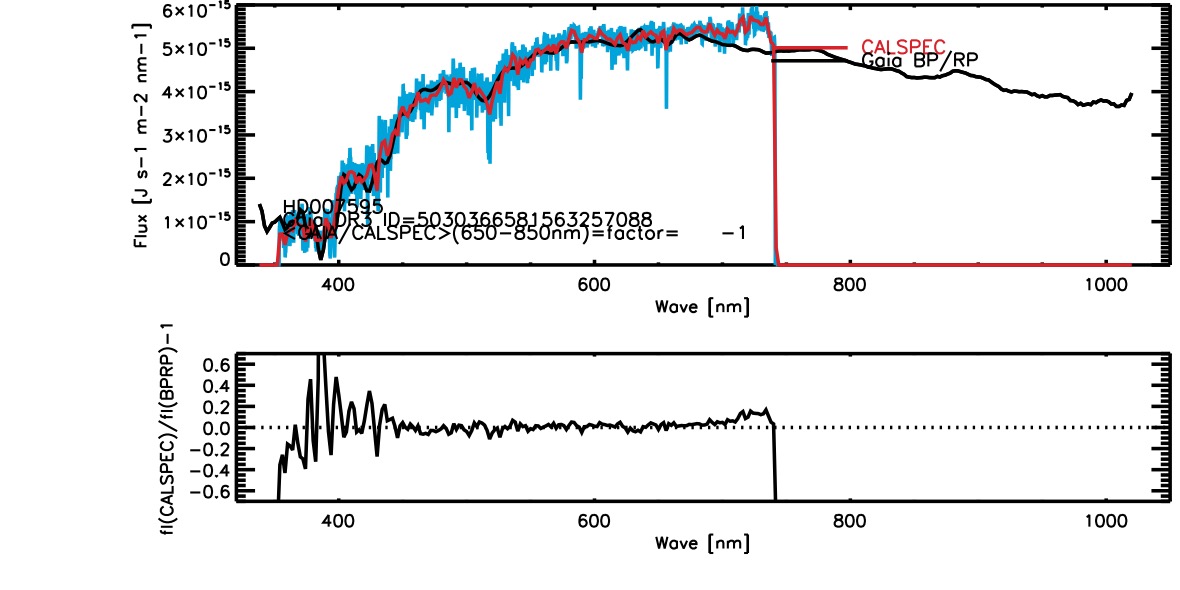 6×10⁻¹⁵
5×10⁻¹⁵
4×10⁻¹⁵
3×10⁻¹⁵
2×10⁻¹⁵
1×10⁻¹⁵
0
Flux [J s-1 m-2 nm-1]
CALSPEC
Gaia BP/RP
HD007595
Gaia DR3 ID=5030366581563257088
<GAIA/CALSPEC>(650-850nm)=factor= -1
400 600 800 1000
Wave [nm]
0.6
0.4
0.2
0.0
-0.2
-0.4
-0.6
fl(CALSPEC)/fl(BPRP)-1
400 600 800 1000
Wave [nm]